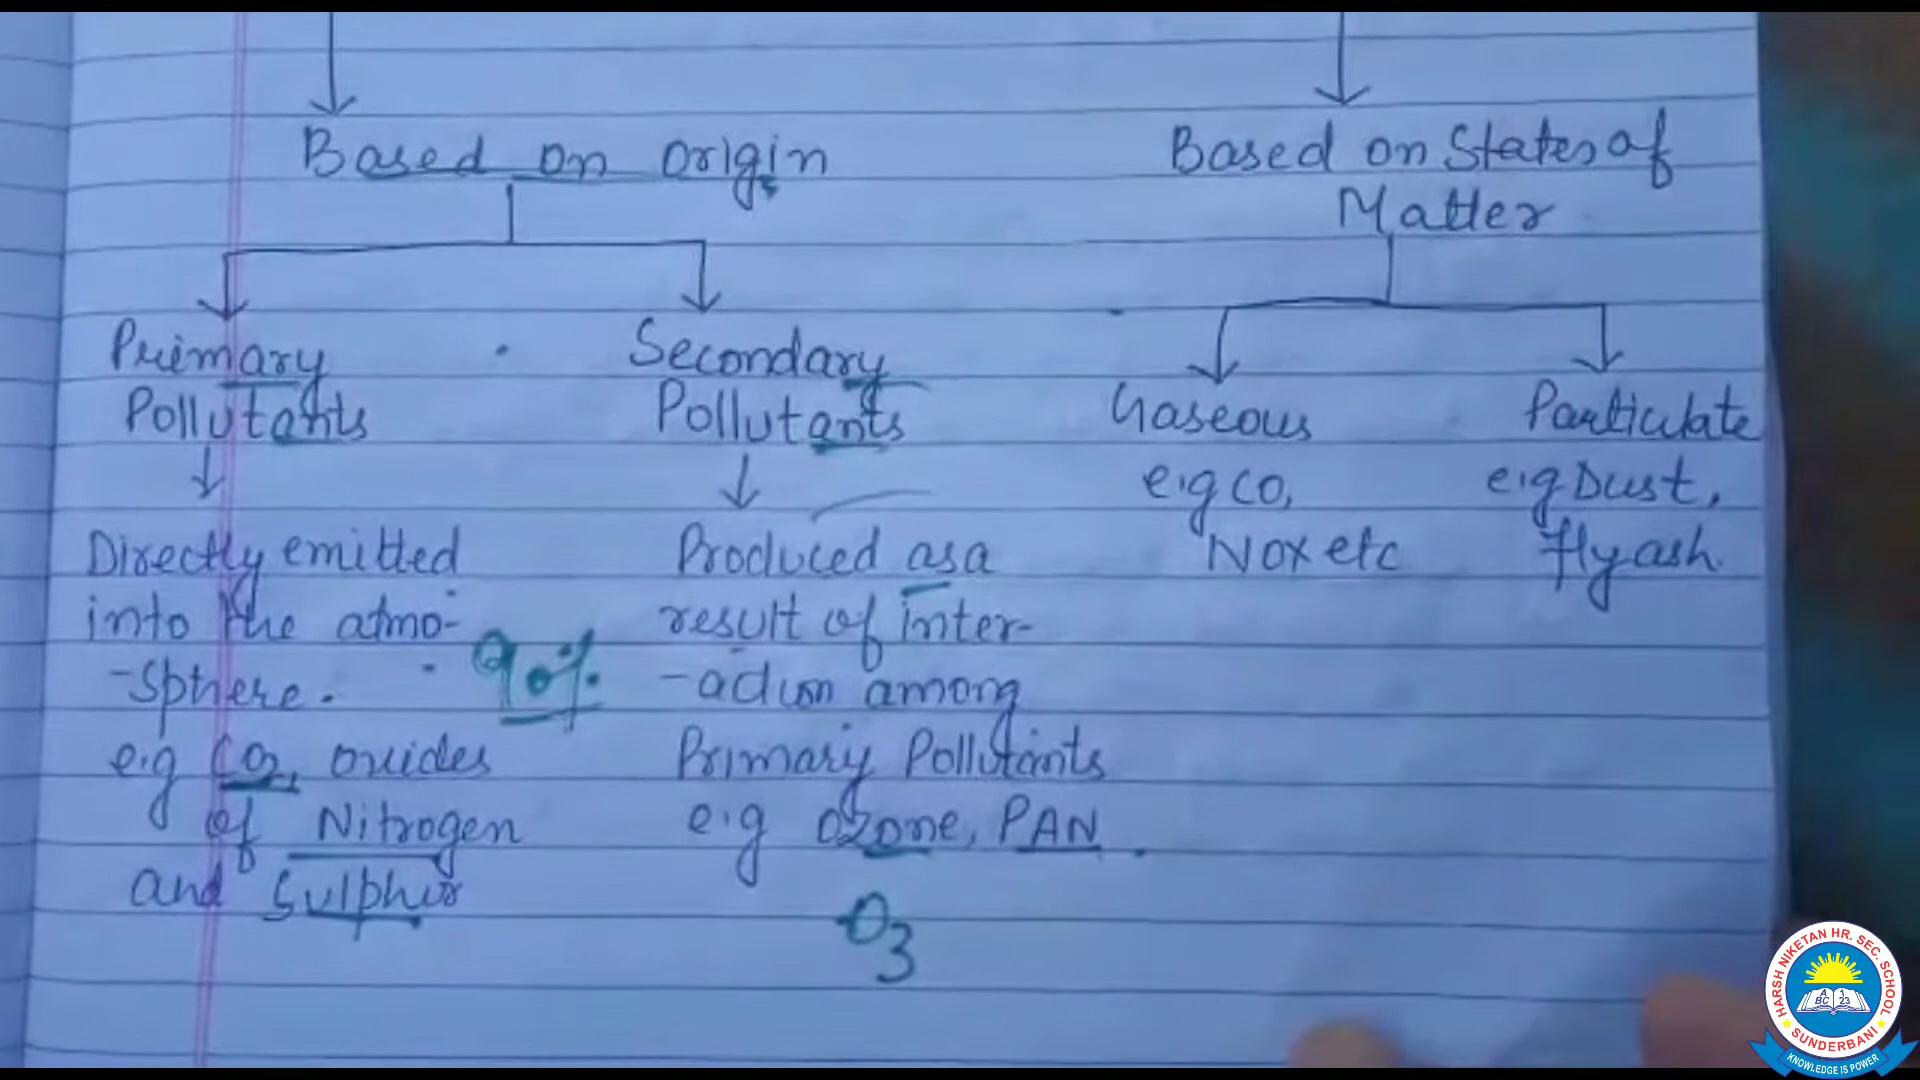 Based on origin
Primary
Pollutants
Directly emitted
into the atmo-
-sphere.
e.g CO2, oxides
of Nitrogen
and Sulphur
90%
Secondary
Pollutants
Produced as a
result of inter-
-action among
Primary Pollutants
e.g Ozone, PAN
O3
Based on States of
Matter
Gaseous
e.g CO,
NOx etc
Particulate
e.g Dust,
fly ash.
HARSH NIKETAN HR. SEC. SCHOOL
ABC 123
SUNDERBANI
KNOWLEDGE IS POWER